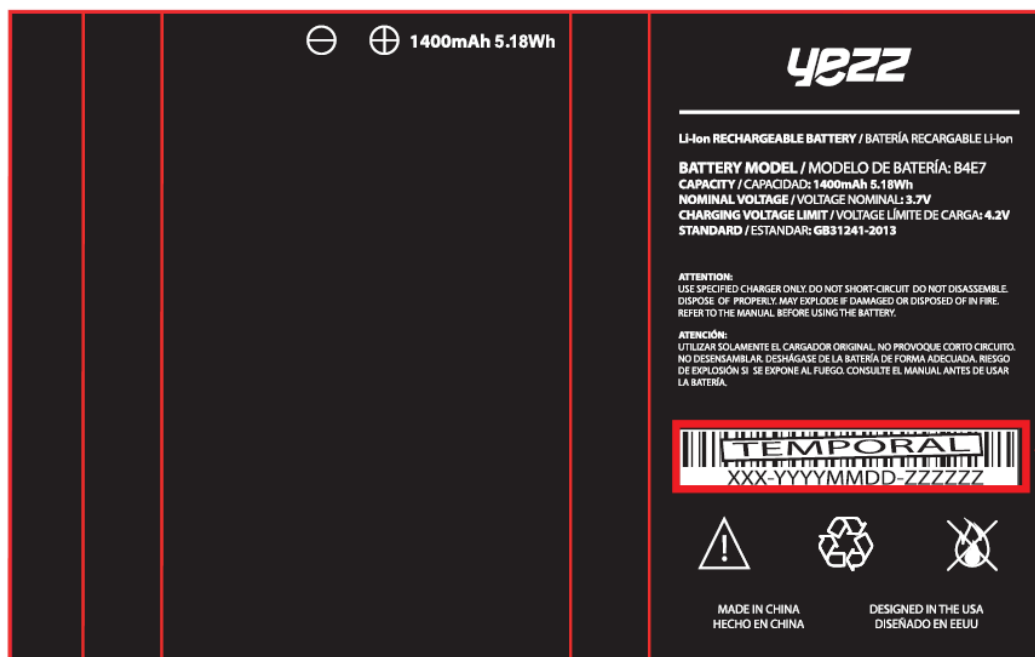 1400mAh 5.18Wh
yezz
Li-Ion RECHARGEABLE BATTERY / BATERÍA RECARGABLE Li-Ion
BATTERY MODEL / MODELO DE BATERÍA: B4E7
CAPACITY / CAPACIDAD: 1400mAh 5.18Wh
NOMINAL VOLTAGE / VOLTAGE NOMINAL: 3.7V
CHARGING VOLTAGE LIMIT / VOLTAGE LÍMITE DE CARGA: 4.2V
STANDARD / ESTANDAR: GB31241-2013
ATTENTION:
USE SPECIFIED CHARGER ONLY. DO NOT SHORT-CIRCUIT DO NOT DISASSEMBLE.
DISPOSE OF PROPERLY. MAY EXPLODE IF DAMAGED OR DISPOSED OF IN FIRE.
REFER TO THE MANUAL BEFORE USING THE BATTERY.
ATENCIÓN:
UTILIZAR SOLAMENTE EL CARGADOR ORIGINAL. NO PROVOQUE CORTO CIRCUITO.
NO DESENSAMBLAR. DESHÁGASE DE LA BATERÍA DE FORMA ADECUADA. RIESGO
DE EXPLOSIÓN SI SE EXPONE AL FUEGO. CONSULTE EL MANUAL ANTES DE USAR
LA BATERÍA.
TEMPORAL
XXX-YYYYMMDD-ZZZZZZ
MADE IN CHINA
HECHO EN CHINA
DESIGNED IN THE USA
DISEÑADO EN EEUU